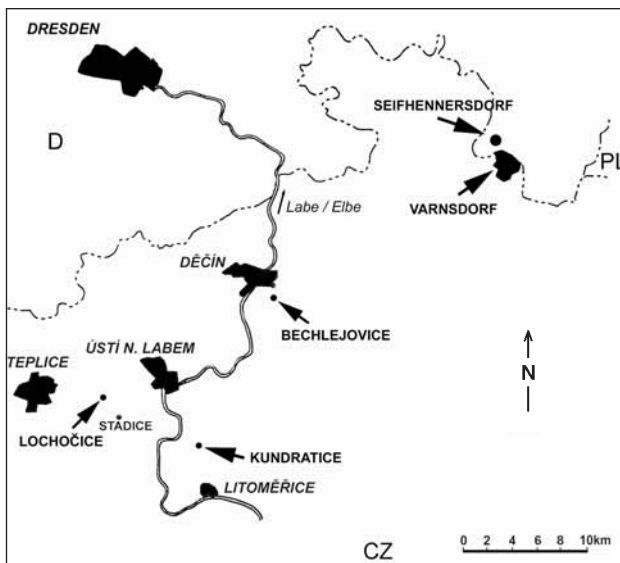 DRESDEN
SEIFHENNERSDORF
D
PL
VARNSDORF
Labe / Elbe
DĚČÍN
BECHLEJOVICE
ÚSTÍ N. LABEM
TEPLICE
N
STADICE
LOCHOČICE
KUNDRATICE
LITOMĚŘICE
CZ
0 2 4 6 8 10km